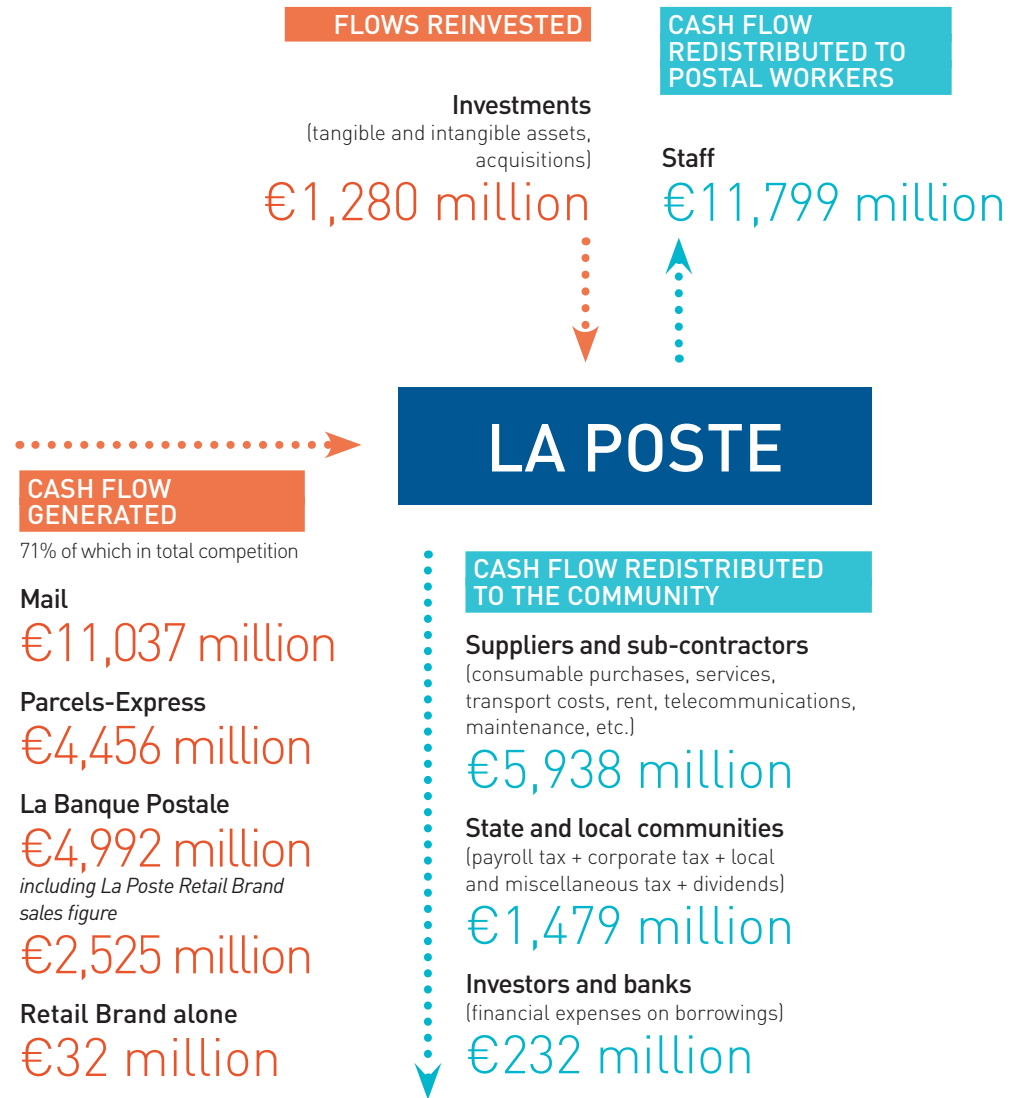 FLOWS REINVESTED
Investments
(tangible and intangible assets,
acquisitions)
€1,280 million
CASH FLOW
REDISTRIBUTED TO
POSTAL WORKERS
Staff
€11,799 million
LA POSTE
CASH FLOW
GENERATED
71% of which in total competition
Mail
€11,037 million
Parcels-Express
€4,456 million
La Banque Postale
€4,992 million
including La Poste Retail Brand
sales figure
€2,525 million
Retail Brand alone
€32 million
CASH FLOW REDISTRIBUTED
TO THE COMMUNITY
Suppliers and sub-contractors
(consumable purchases, services,
transport costs, rent, telecommunications,
maintenance, etc.)
€5,938 million
State and local communities
(payroll tax + corporate tax + local
and miscellaneous tax + dividends)
€1,479 million
Investors and banks
(financial expenses on borrowings)
€232 million